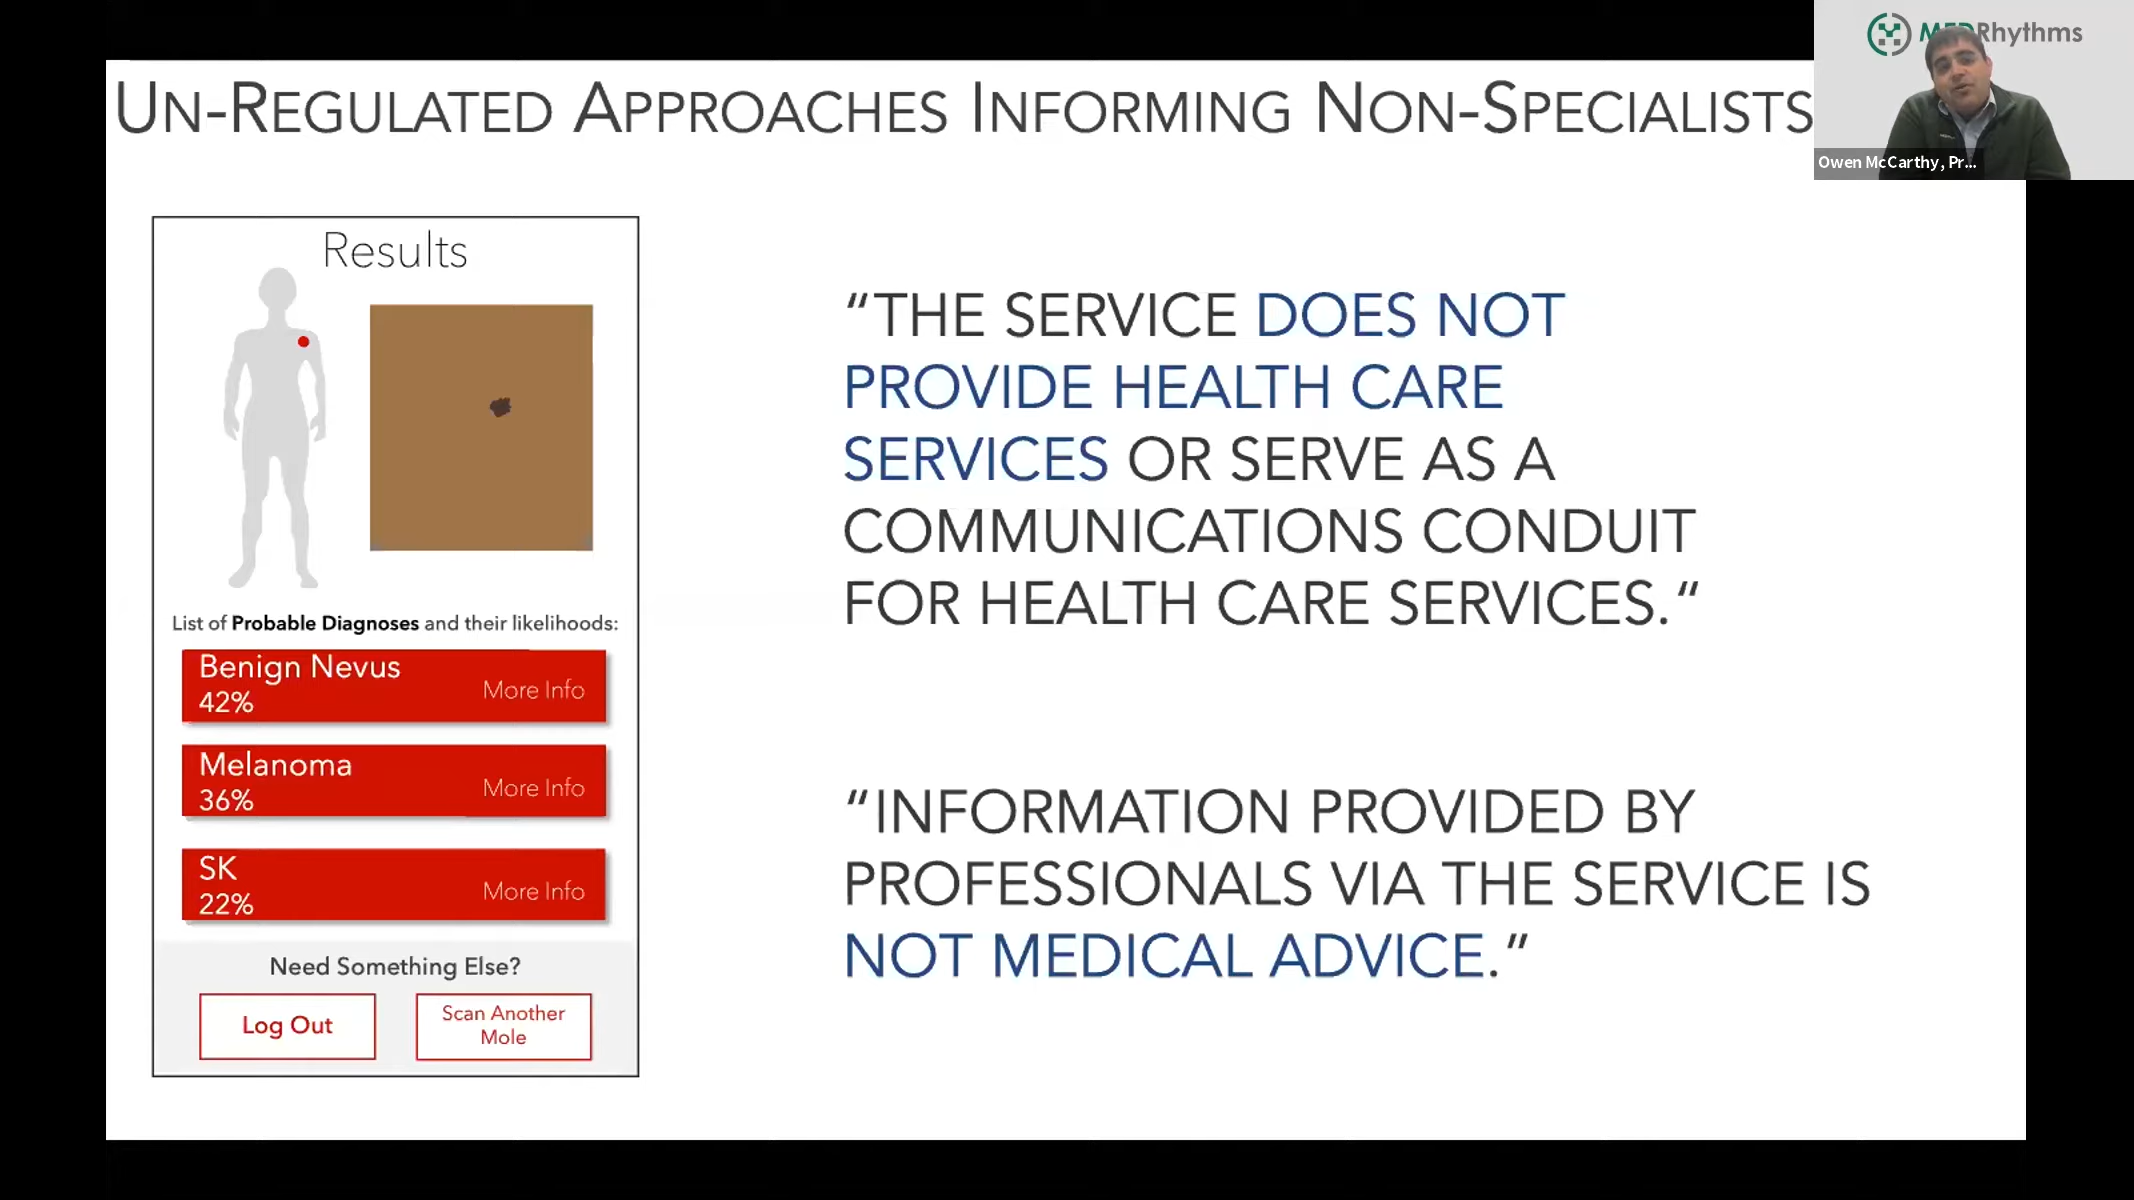 UN-REGULATED APPROACHES INFORMING NON-SPECIALISTS
Rhythms
Owen McCarthy, Pr...
Results
List of Probable Diagnoses and their likelihoods:
Benign Nevus
42%
More Info
Melanoma
36%
More Info
SK
22%
More Info
Need Something Else?
Log Out
Scan Another
Mole
“THE SERVICE DOES NOT
PROVIDE HEALTH CARE
SERVICES OR SERVE AS A
COMMUNICATIONS CONDUIT
FOR HEALTH CARE SERVICES.“
“INFORMATION PROVIDED BY
PROFESSIONALS VIA THE SERVICE IS
NOT MEDICAL ADVICE.”